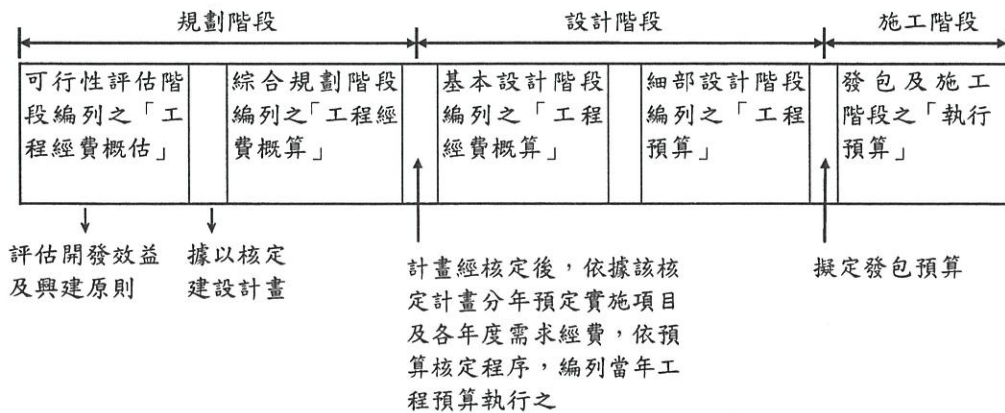 規劃階段
設計階段
施工階段
可行性評估階
段編列之「工
程經費概估」
綜合規劃階段
編列之「工程經
費概算」
基本設計階段
編列之「工程
經費概算」
細部設計階段
編列之「工程
預算」
發包及施工
階段之「執行
預算」
評估開發效益
及興建原則
據以核定
建設計畫
計畫經核定後,依據該核
定計畫分年預定實施項目
及各年度需求經費,依預
算核定程序,編列當年工
程預算執行之
擬定發包預算